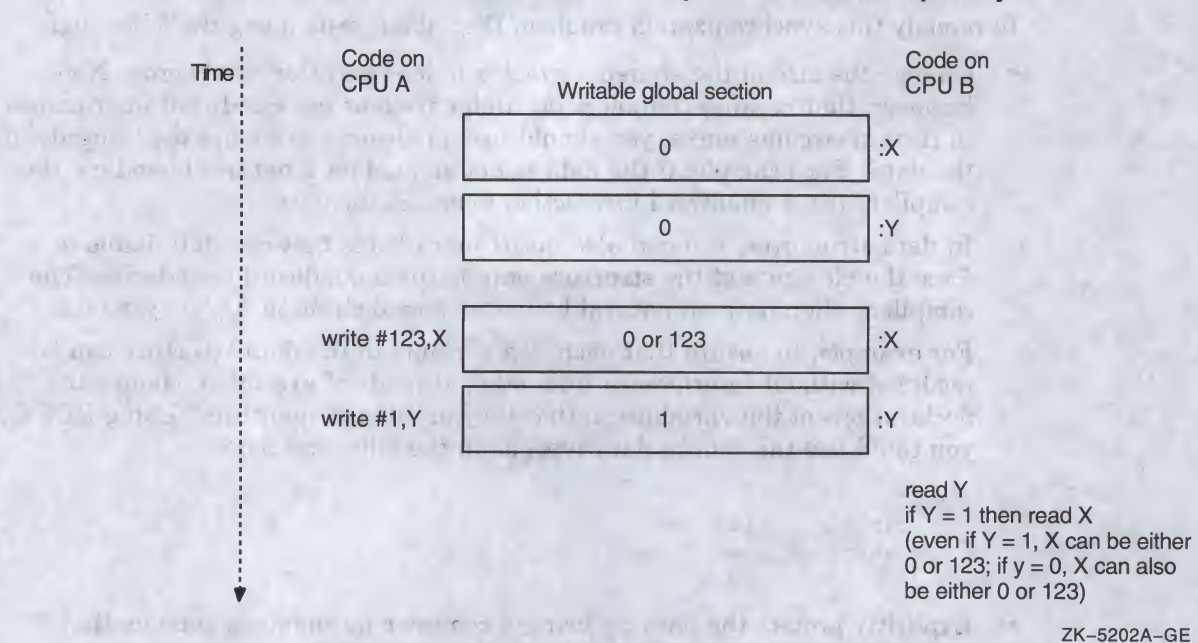 Time
Code on
CPU A
Writable global section
Code on
CPU B
0 :X
0 :Y
write #123,X 0 or 123 :X
write #1,Y 1 :Y
read Y
if Y = 1 then read X
(even if Y = 1, X can be either
0 or 123; if y = 0, X can also
be either 0 or 123)
ZK–5202A–GE